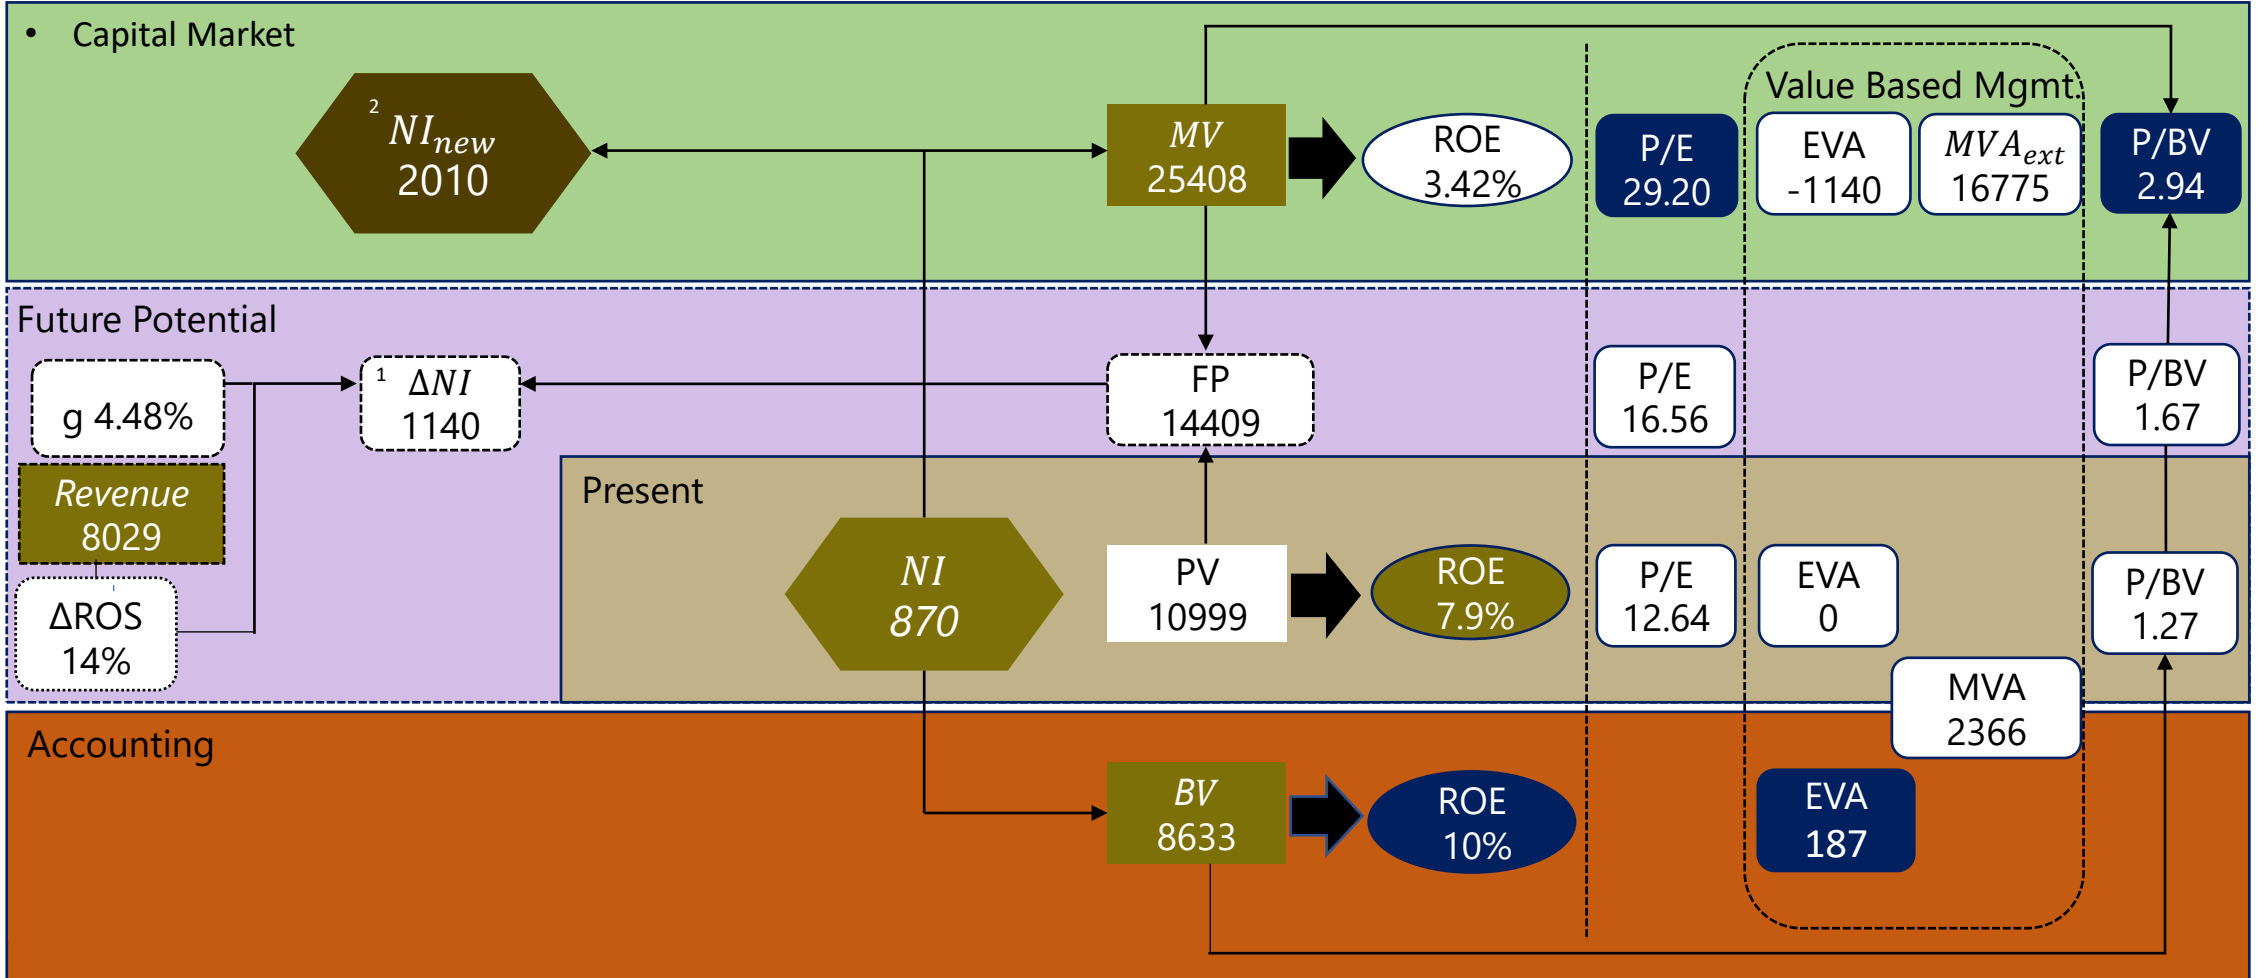 • Capital Market
2
NI_new
2010
MV
25408
ROE
3.42%
P/E
29.20
Value Based Mgmt.
EVA
-1140
MVA_ext
16775
P/BV
2.94
Future Potential
g 4.48%
1
ΔNI
1140
FP
14409
P/E
16.56
P/BV
1.67
Revenue
8029
ΔROS
14%
Present
NI
870
PV
10999
ROE
7.9%
P/E
12.64
EVA
0
P/BV
1.27
MVA
2366
Accounting
BV
8633
ROE
10%
EVA
187